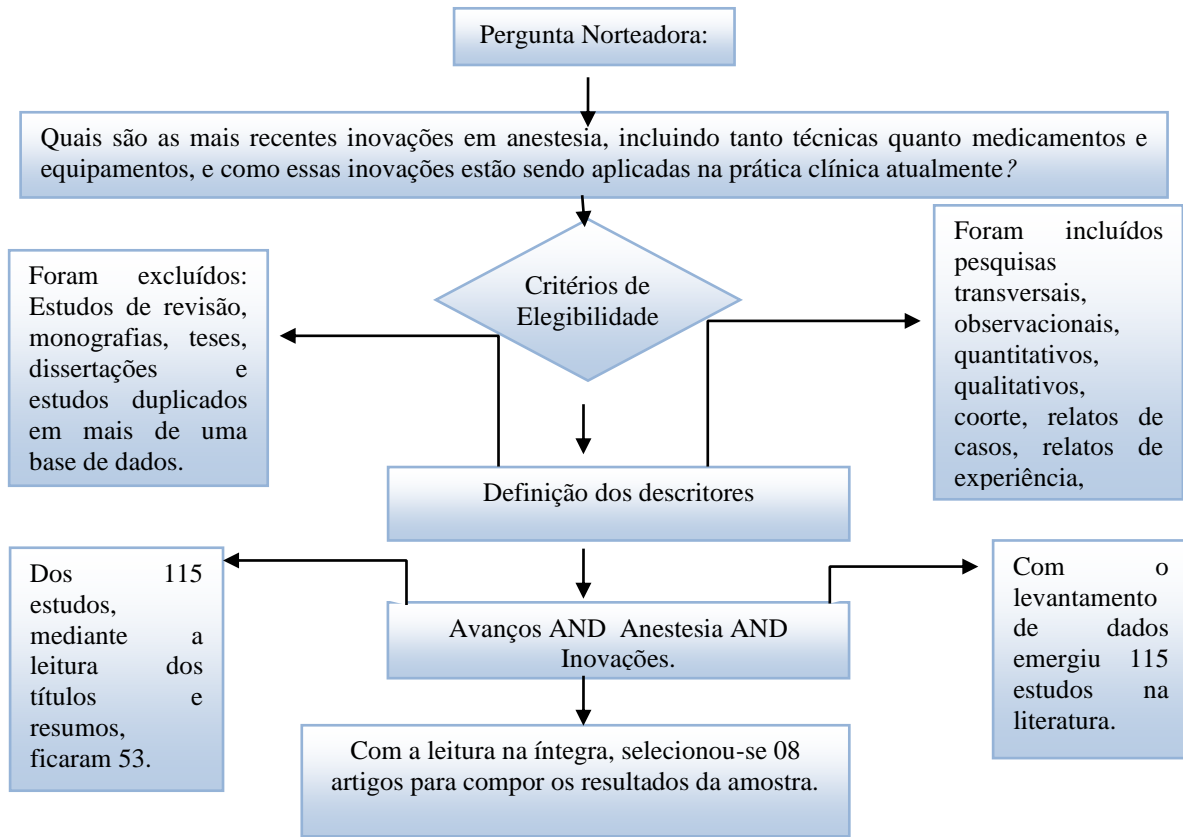 Pergunta Norteadora:
Quais são as mais recentes inovações em anestesia, incluindo tanto técnicas quanto medicamentos e
equipamentos, e como essas inovações estão sendo aplicadas na prática clínica atualmente?
Foram excluídos:
Estudos de revisão,
monografias, teses,
dissertações e
estudos duplicados
em mais de uma
base de dados.
Critérios de
Elegibilidade
Foram incluídos
pesquisas
transversais,
observacionais,
quantitativos,
qualitativos,
coorte, relatos de
casos, relatos de
experiência,
Definição dos descritores
Dos 115
estudos,
mediante a
leitura dos
títulos e
resumos,
ficaram 53.
Avanços AND Anestesia AND
Inovações.
Com o
levantamento
de dados
emergiu 115
estudos na
literatura.
Com a leitura na íntegra, selecionou-se 08
artigos para compor os resultados da amostra.